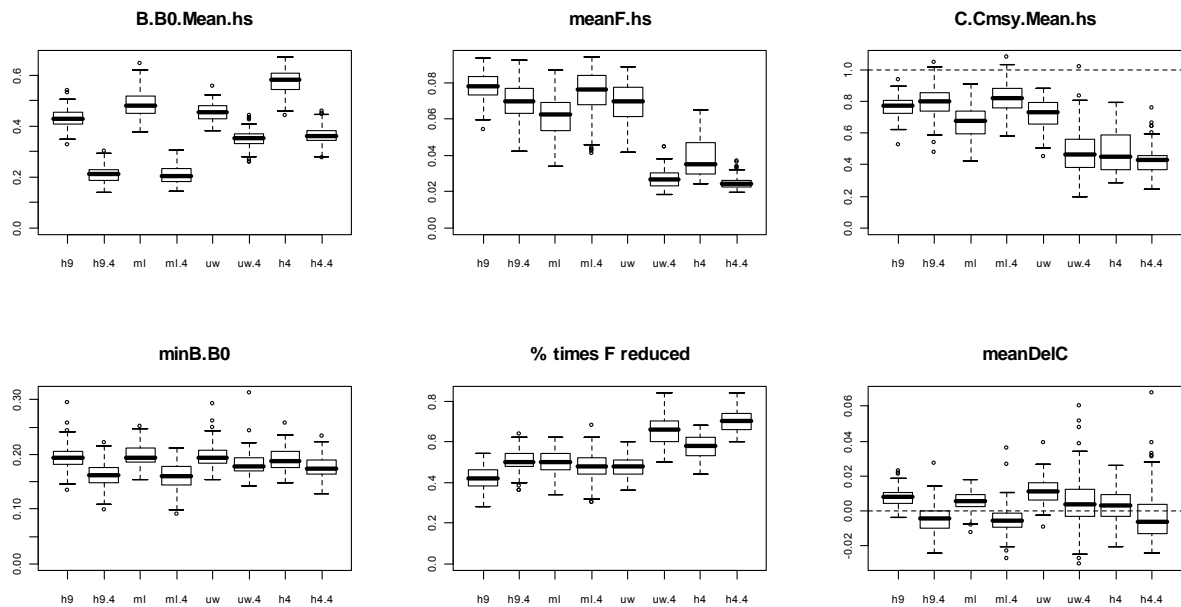 B.B0.Mean.hs
0.0 0.2 0.4 0.6
h9 h9.4 ml ml.4 uw uw.4 h4 h4.4
meanF.hs
0.00 0.02 0.04 0.06 0.08
h9 h9.4 ml ml.4 uw uw.4 h4 h4.4
C.Cmsy.Mean.hs
0.0 0.2 0.4 0.6 0.8 1.0
h9 h9.4 ml ml.4 uw uw.4 h4 h4.4
minB.B0
0.00 0.10 0.20 0.30
h9 h9.4 ml ml.4 uw uw.4 h4 h4.4
% times F reduced
0.0 0.2 0.4 0.6 0.8
h9 h9.4 ml ml.4 uw uw.4 h4 h4.4
meanDelC
-0.02 0.00 0.02 0.04 0.06
h9 h9.4 ml ml.4 uw uw.4 h4 h4.4